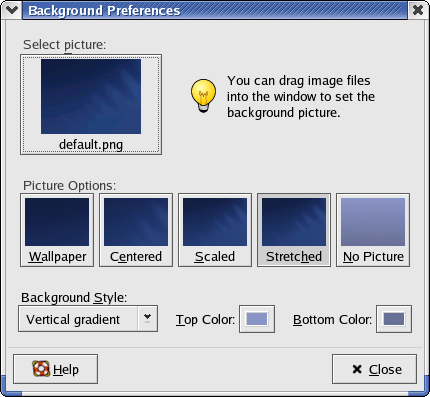 Background Preferences
Select picture:
default.png
You can drag image files
into the window to set the
background picture.
Picture Options:
Wallpaper Centered Scaled Stretched No Picture
Background Style:
Vertical gradient Top Color: Bottom Color:
Help Close